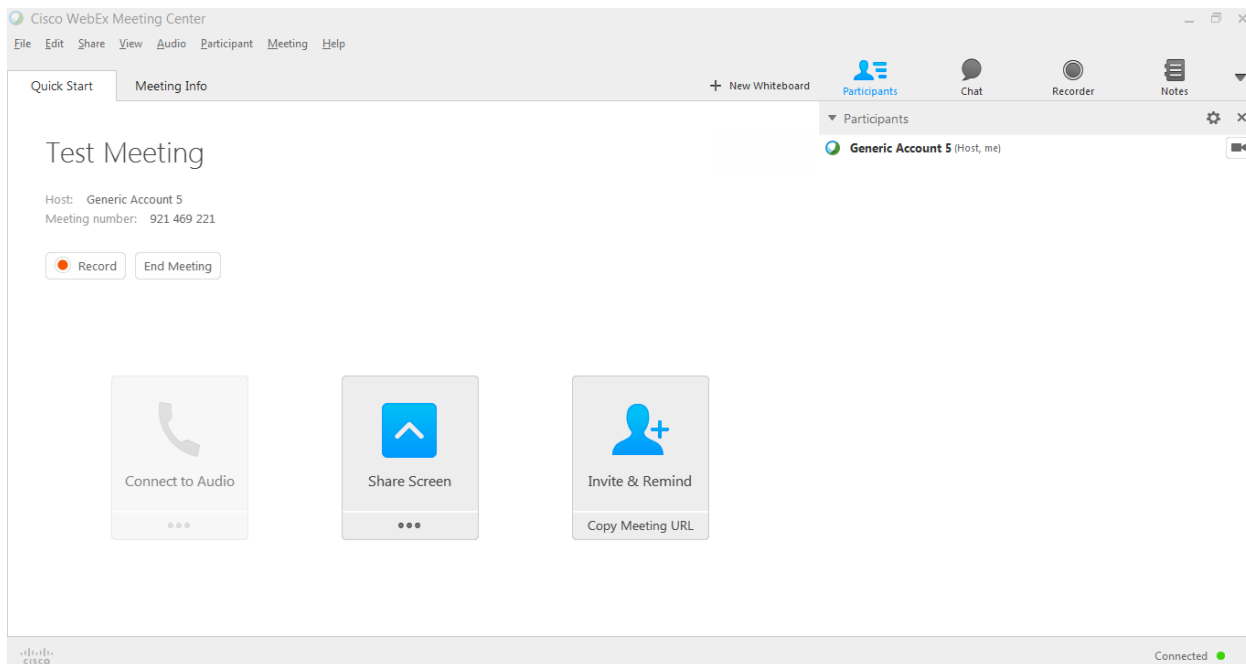 Cisco WebEx Meeting Center
File Edit Share View Audio Participant Meeting Help
Quick Start Meeting Info + New Whiteboard Participants Chat Recorder Notes
Participants
Generic Account 5 (Host, me)
Test Meeting
Host: Generic Account 5
Meeting number: 921 469 221
Record End Meeting
Connect to Audio Share Screen Invite & Remind
Copy Meeting URL
CISCO Connected